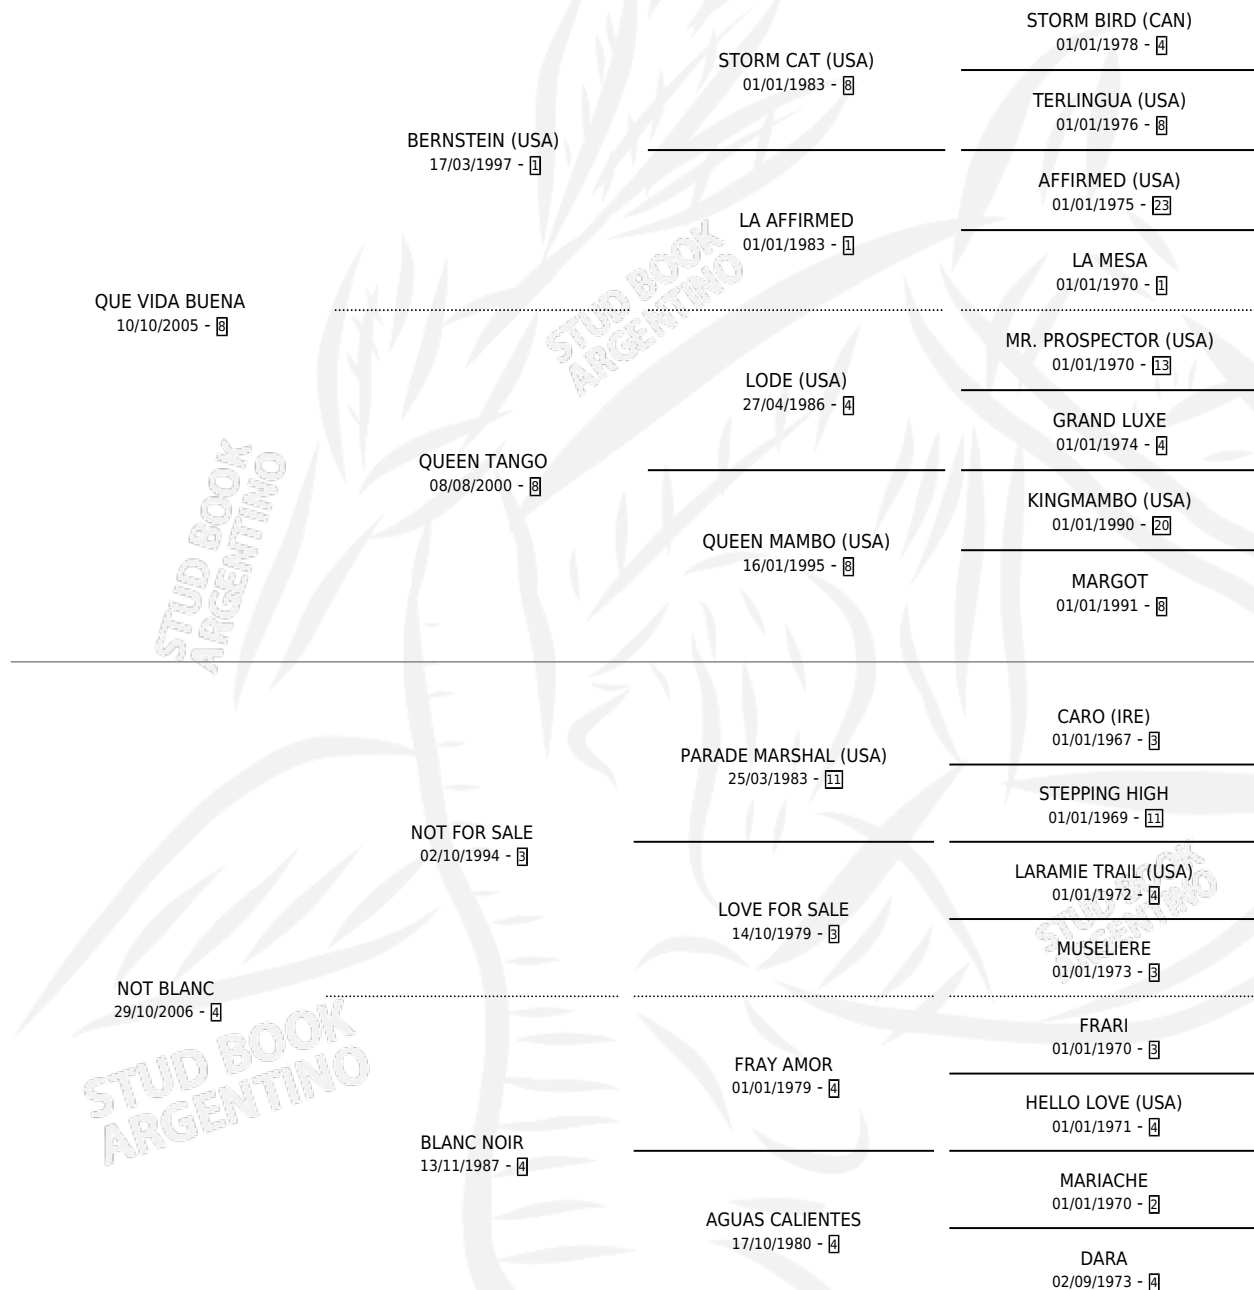 STORM BIRD (CAN)
01/01/1978 - 4
STORM CAT (USA)
01/01/1983 - 8
TERLINGUA (USA)
01/01/1976 - 8
BERNSTEIN (USA)
17/03/1997 - 1
AFFIRMED (USA)
01/01/1975 - 23
LA AFFIRMED
01/01/1983 - 1
LA MESA
01/01/1970 - 1
QUE VIDA BUENA
10/10/2005 - 8
MR. PROSPECTOR (USA)
01/01/1970 - 13
LODE (USA)
27/04/1986 - 4
GRAND LUXE
01/01/1974 - 4
QUEEN TANGO
08/08/2000 - 8
KINGMAMBO (USA)
01/01/1990 - 20
QUEEN MAMBO (USA)
16/01/1995 - 8
MARGOT
01/01/1991 - 8
STUD BOOK
ARGENTINO
STUD BOOK
ARGENTINO
CARO (IRE)
01/01/1967 - 3
PARADE MARSHAL (USA)
25/03/1983 - 11
STEPPING HIGH
01/01/1969 - 11
NOT FOR SALE
02/10/1994 - 3
LARAMIE TRAIL (USA)
01/01/1972 - 4
LOVE FOR SALE
14/10/1979 - 3
MUSELIERE
01/01/1973 - 3
NOT BLANC
29/10/2006 - 4
FRARI
01/01/1970 - 3
FRAY AMOR
01/01/1979 - 4
HELLO LOVE (USA)
01/01/1971 - 4
BLANC NOIR
13/11/1987 - 4
MARIACHE
01/01/1970 - 2
AGUAS CALIENTES
17/10/1980 - 4
DARA
02/09/1973 - 4
STUD BOOK
ARGENTINO
STUD BOOK
ARGENTINO